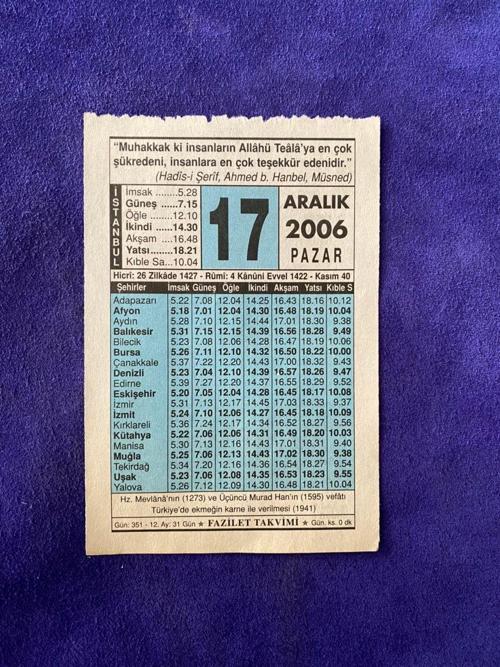 “Muhakkak ki insanların Allâhü Teâlâ’ya en çok
şükredeni, insanlara en çok teşekkür edenidir.”
(Hadîs-i Şerîf, Ahmed b. Hanbel, Müsned)
İSTANBUL
İmsak ........5.28
Güneş ......7.15
Öğle ........12.10
İkindi ......14.30
Akşam ....16.48
Yatsı........18.21
Kıble Sa...10.04
17
ARALIK
2006
PAZAR
Hicrî: 26 Zilkâde 1427 - Rûmî: 4 Kânûni Evvel 1422 - Kasım 40
Şehirler İmsak Güneş Öğle İkindi Akşam Yatsı Kıble S
Adapazarı 5.22 7.08 12.04 14.25 16.43 18.16 10.12
Afyon 5.18 7.01 12.04 14.30 16.48 18.19 10.04
Aydın 5.28 7.10 12.15 14.44 17.01 18.30 9.38
Balıkesir 5.31 7.15 12.15 14.39 16.56 18.28 9.49
Bilecik 5.23 7.08 12.06 14.28 16.47 18.19 10.06
Bursa 5.26 7.11 12.10 14.32 16.50 18.22 10.00
Çanakkale 5.37 7.22 12.20 14.43 17.00 18.32 9.43
Denizli 5.23 7.04 12.10 14.39 16.57 18.26 9.47
Edirne 5.39 7.27 12.20 14.37 16.55 18.29 9.52
Eskişehir 5.20 7.05 12.04 14.28 16.45 18.17 10.08
İzmir 5.31 7.13 12.17 14.45 17.03 18.33 9.37
İzmit 5.24 7.10 12.06 14.27 16.45 18.18 10.09
Kırklareli 5.36 7.24 12.17 14.34 16.52 18.27 9.56
Kütahya 5.22 7.06 12.06 14.31 16.49 18.20 10.03
Manisa 5.30 7.13 12.16 14.43 17.01 18.31 9.40
Muğla 5.25 7.06 12.13 14.43 17.02 18.30 9.38
Tekirdağ 5.34 7.20 12.16 14.36 16.54 18.27 9.54
Uşak 5.23 7.06 12.08 14.35 16.53 18.23 9.55
Yalova 5.26 7.12 12.09 14.30 16.48 18.21 10.04
Hz. Mevlânâ’nın (1273) ve Üçüncü Murad Han’ın (1595) vefâtı
Türkiye’de ekmeğin karne ile verilmesi (1941)
Gün: 351 - 12. Ay: 31 Gün ★ FAZİLET TAKVİMİ ★ Gün. ks. 0 dk